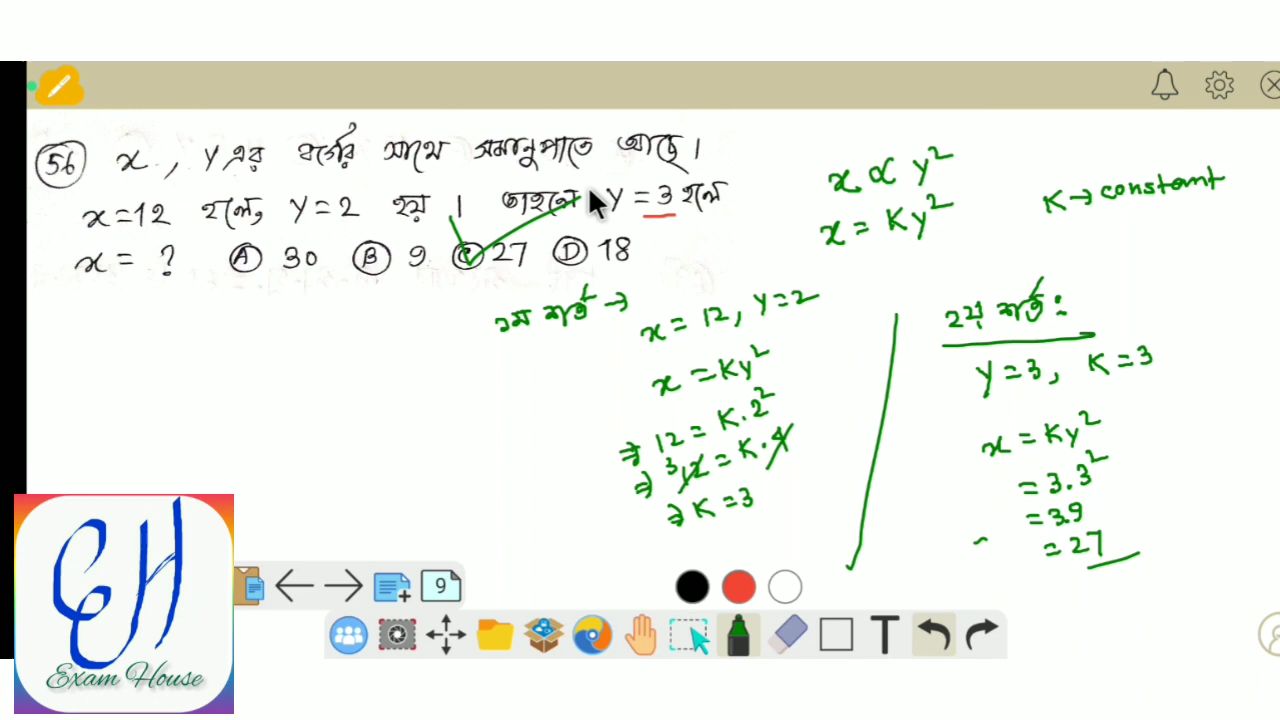 56 x, y এর বর্গের সাথে সমানুপাতে আছে।
x=12 হলে, y=2 হয় । তাহলে y = 3 হলে
x = ? Ⓐ 30 Ⓑ 9 Ⓒ 27 Ⓓ 18
x ∝ y²
x = Ky²
K → constant
১ম শর্ত →
x = 12, y=2
x = Ky²
⇒ 12 = K.2²
⇒ 3 12 = K.4
⇒ K = 3
২য় শর্ত :
y = 3, K = 3
x = Ky²
= 3.3²
= 3.9
= 27
9
T
EH
Exam House